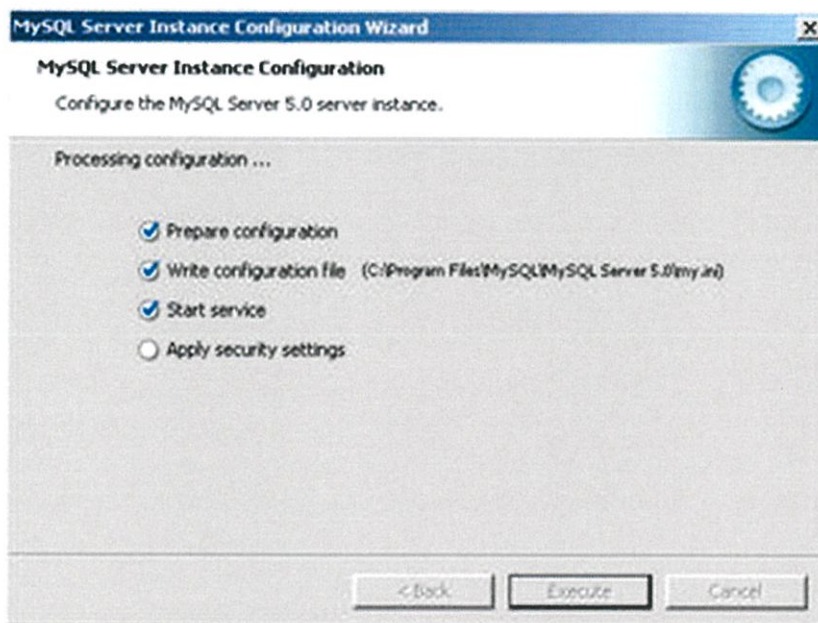 MySQL Server Instance Configuration Wizard
MySQL Server Instance Configuration
Configure the MySQL Server 5.0 server instance.
Processing configuration ...
Prepare configuration
Write configuration file (C:\Program Files\MySQL\MySQL Server 5.0\my.ini)
Start service
Apply security settings
< Back
Execute
Cancel